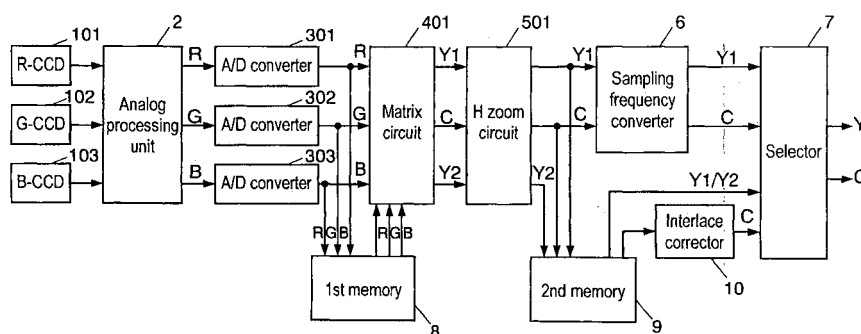 101
2
301
401
501
6
7
R-CCD
R
A/D converter
R
Y1
Y1
Y1
102
302
G-CCD
Analog processing unit
G
A/D converter
G
Matrix circuit
C
H zoom circuit
C
Sampling frequency converter
C
Selector
Y
C
103
303
B-CCD
B
A/D converter
B
Y2
Y2
Y1/Y2
R G B
R G B
Interlace corrector
C
10
1st memory
8
2nd memory
9